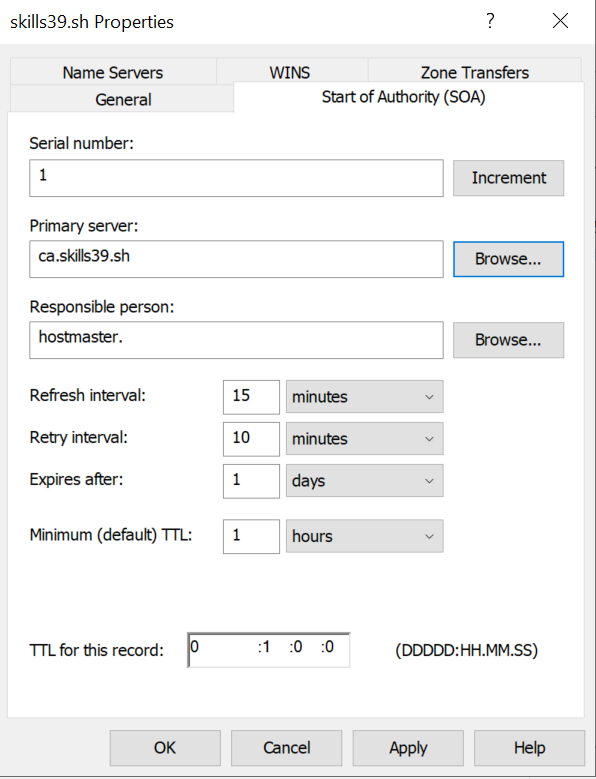 skills39.sh Properties ?
Name Servers WINS Zone Transfers
General Start of Authority (SOA)
Serial number:
1 Increment
Primary server:
ca.skills39.sh Browse...
Responsible person:
hostmaster. Browse...
Refresh interval: 15 minutes
Retry interval: 10 minutes
Expires after: 1 days
Minimum (default) TTL: 1 hours
TTL for this record: 0 :1 :0 :0 (DDDDD:HH.MM.SS)
OK Cancel Apply Help